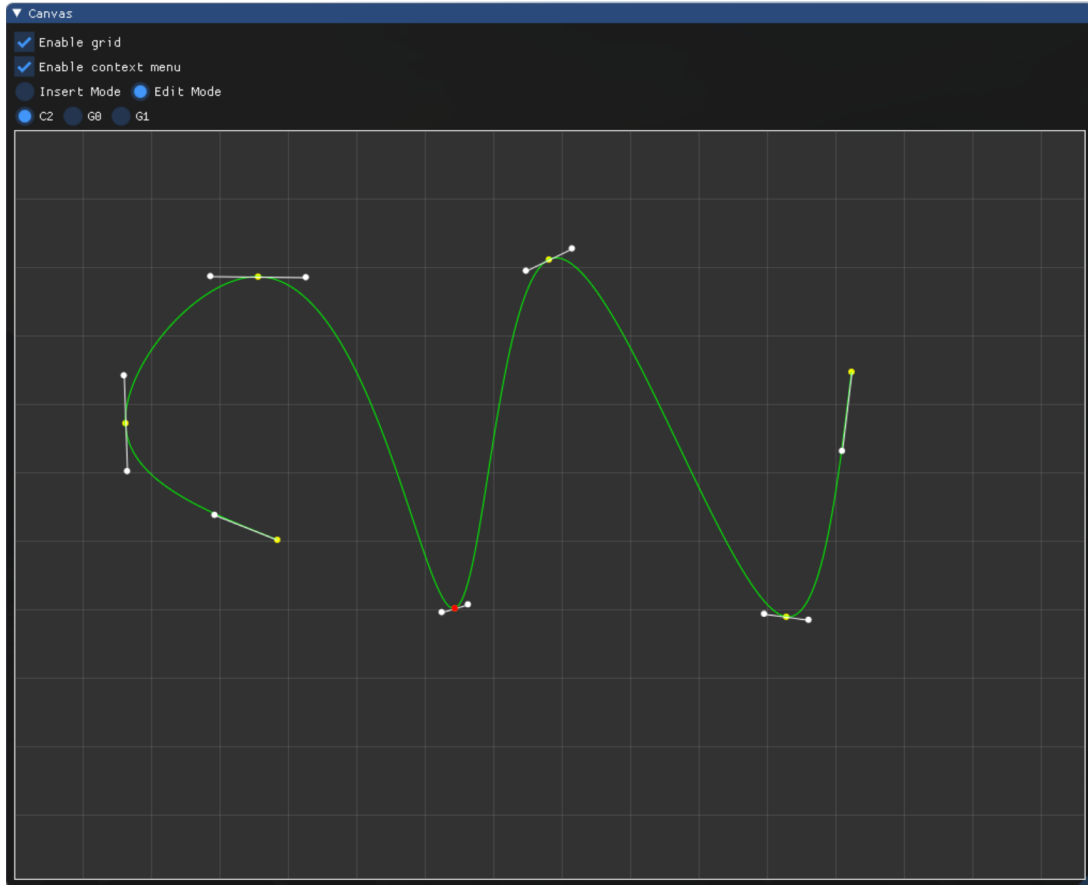 Canvas
Enable grid
Enable context menu
Insert Mode Edit Mode
C2 G0 G1